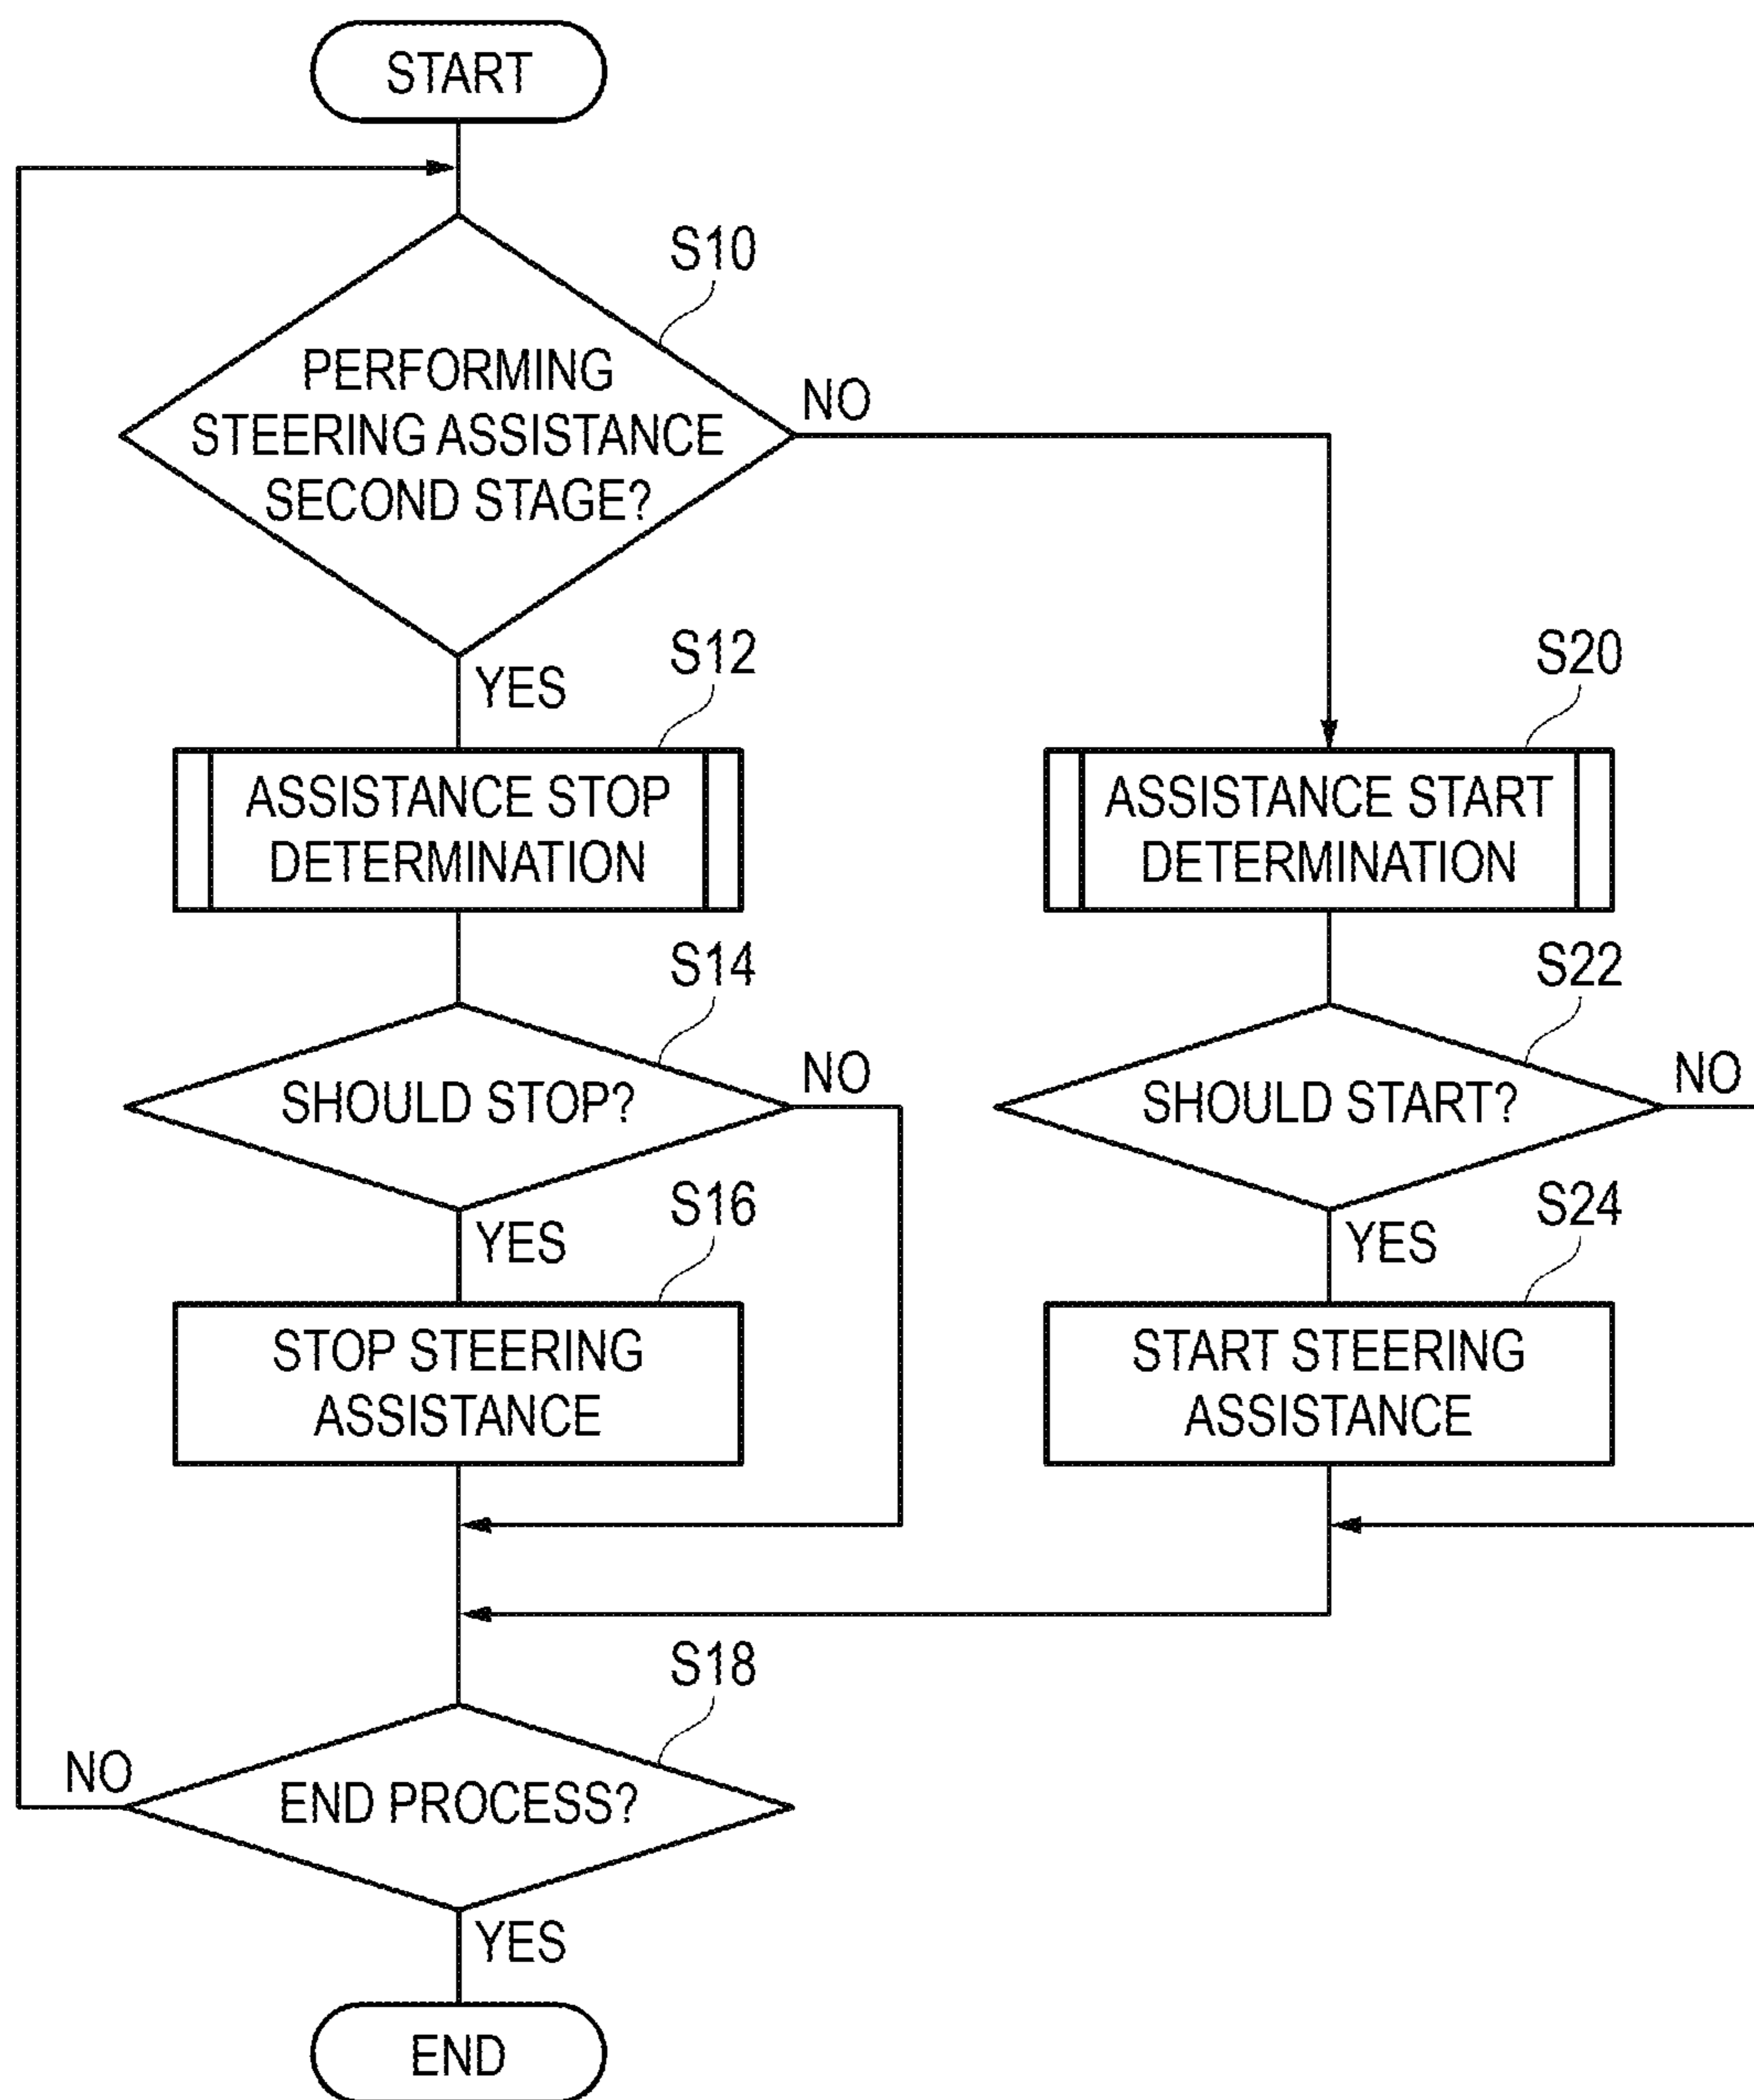 START
S10
PERFORMING
STEERING ASSISTANCE
SECOND STAGE?
NO
YES
S12
ASSISTANCE STOP
DETERMINATION
S20
ASSISTANCE START
DETERMINATION
S14
SHOULD STOP?
NO
YES
S22
SHOULD START?
NO
YES
S16
STOP STEERING
ASSISTANCE
S24
START STEERING
ASSISTANCE
S18
END PROCESS?
NO
YES
END